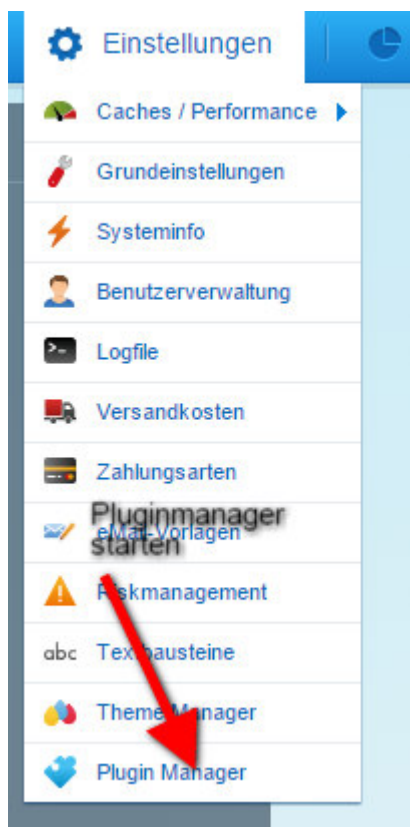 Einstellungen
Caches / Performance
Grundeinstellungen
Systeminfo
Benutzerverwaltung
Logfile
Versandkosten
Zahlungsarten
Pluginmanager
starten
eMail-Vorlagen
Riskmanagement
abc Textbausteine
Theme Manager
Plugin Manager